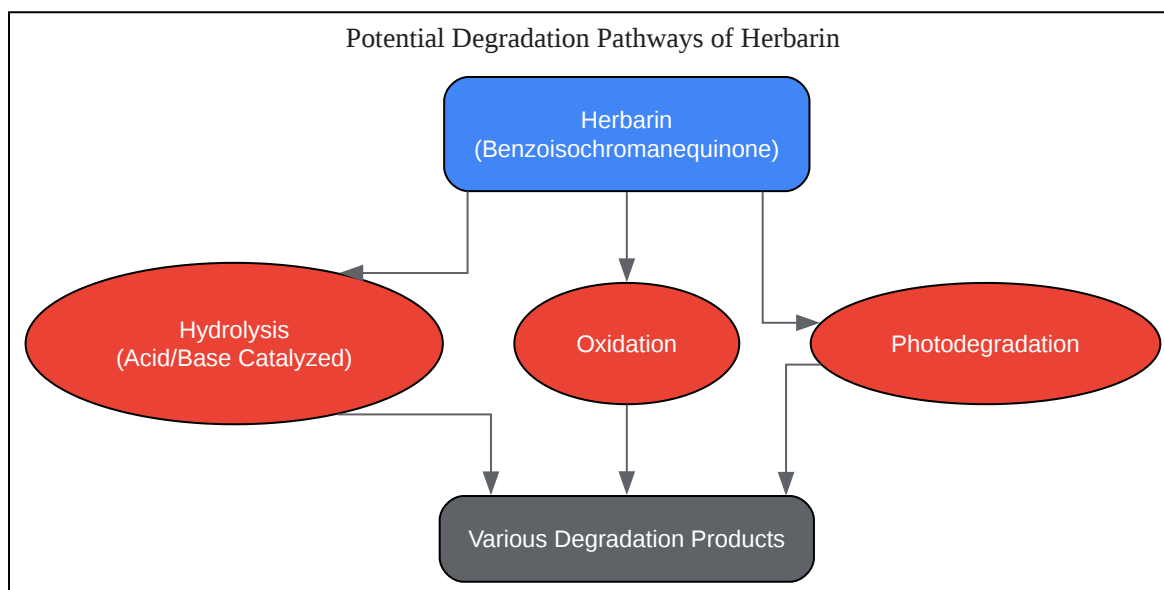 Potential Degradation Pathways of Herbarin
Herbarin
(Benzoisochromanequinone)
Hydrolysis
(Acid/Base Catalyzed)
Oxidation
Photodegradation
Various Degradation Products